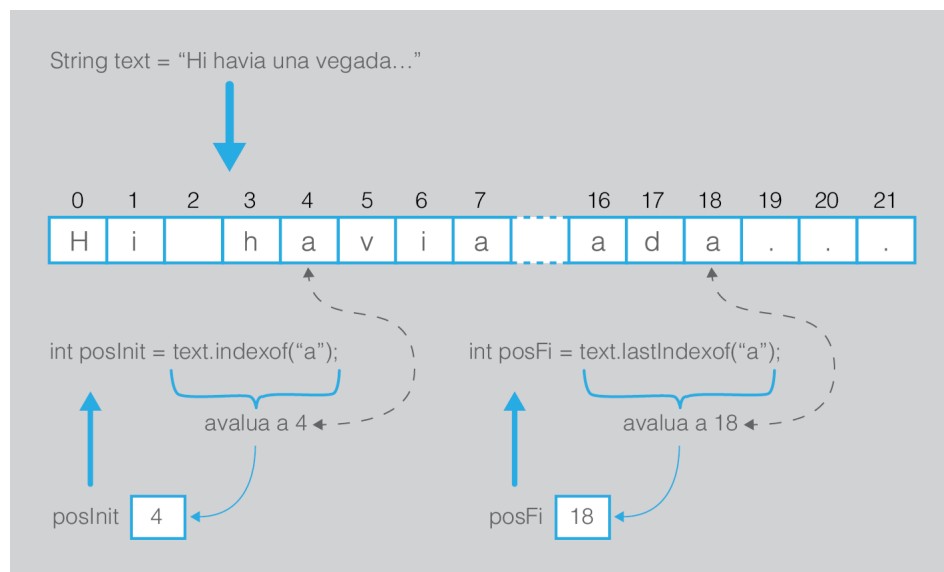 String text = “Hi havia una vegada...”
0 1 2 3 4 5 6 7 16 17 18 19 20 21
H i h a v i a a d a . . .
int posInit = text.indexof(“a”); int posFi = text.lastIndexof(“a”);
avalua a 4 avalua a 18
posInit 4 posFi 18